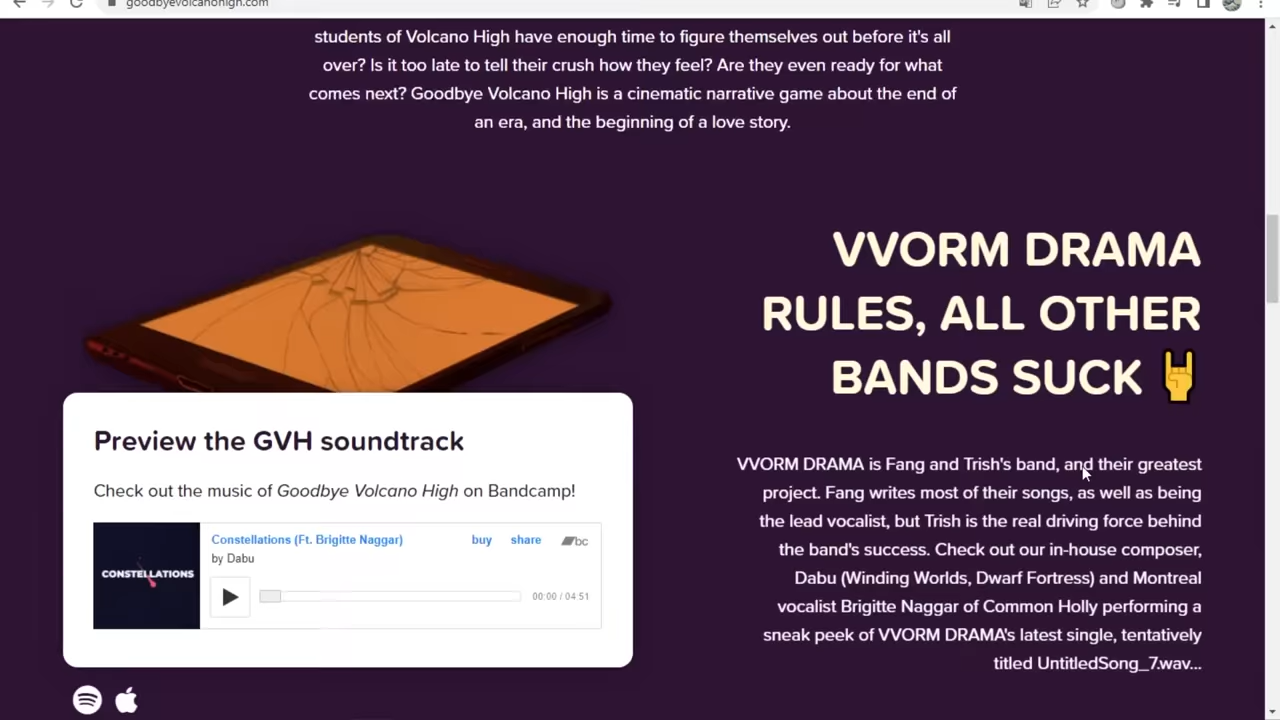 goodbyevolcanohigh.com
students of Volcano High have enough time to figure themselves out before it's all
over? Is it too late to tell their crush how they feel? Are they even ready for what
comes next? Goodbye Volcano High is a cinematic narrative game about the end of
an era, and the beginning of a love story.
VVORM DRAMA
RULES, ALL OTHER
BANDS SUCK 🤘
Preview the GVH soundtrack
Check out the music of Goodbye Volcano High on Bandcamp!
CONSTELLATIONS
Constellations (Ft. Brigitte Naggar)
buy
share
bc
by Dabu
00:00 / 04:51
VVORM DRAMA is Fang and Trish's band, and their greatest
project. Fang writes most of their songs, as well as being
the lead vocalist, but Trish is the real driving force behind
the band's success. Check out our in-house composer,
Dabu (Winding Worlds, Dwarf Fortress) and Montreal
vocalist Brigitte Naggar of Common Holly performing a
sneak peek of VVORM DRAMA's latest single, tentatively
titled UntitledSong_7.wav...